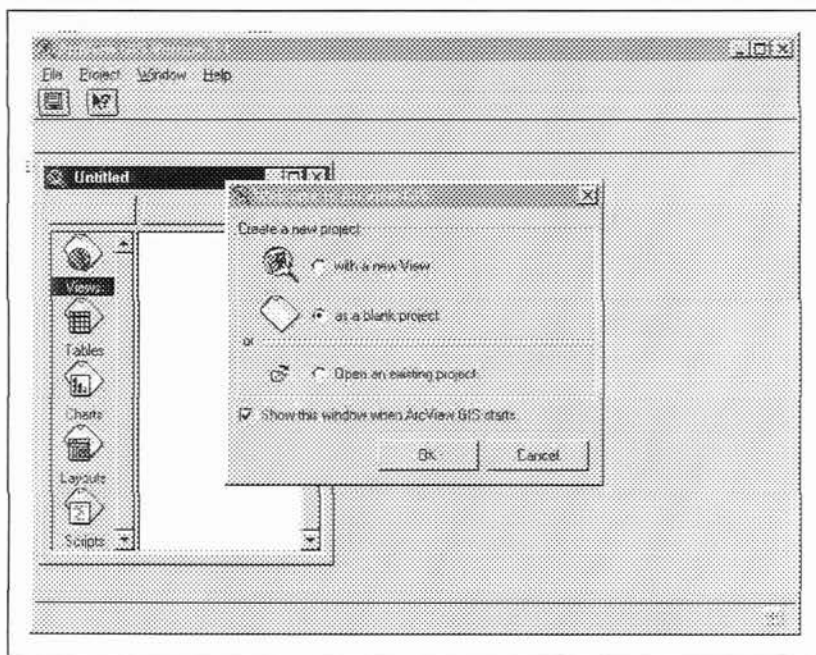 File Project Window Help
Untitled
Views
Tables
Charts
Layouts
Scripts
Create a new project
with a new View
as a blank project
or
Open an existing project
Show this window when ArcView GIS starts
OK
Cancel